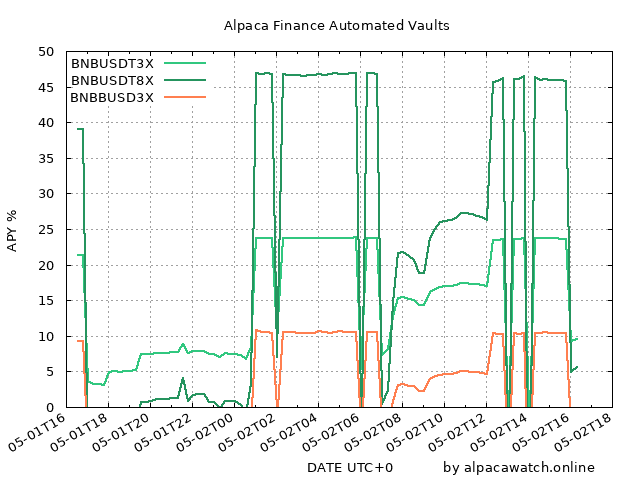 Alpaca Finance Automated Vaults
BNBUSDT3X
BNBUSDT8X
BNBBUSD3X
APY %
50
45
40
35
30
25
20
15
10
5
0
05-01T16
05-01T18
05-01T20
05-01T22
05-02T00
05-02T02
05-02T04
05-02T06
05-02T08
05-02T10
05-02T12
05-02T14
05-02T16
05-02T18
DATE UTC+0
by alpacawatch.online